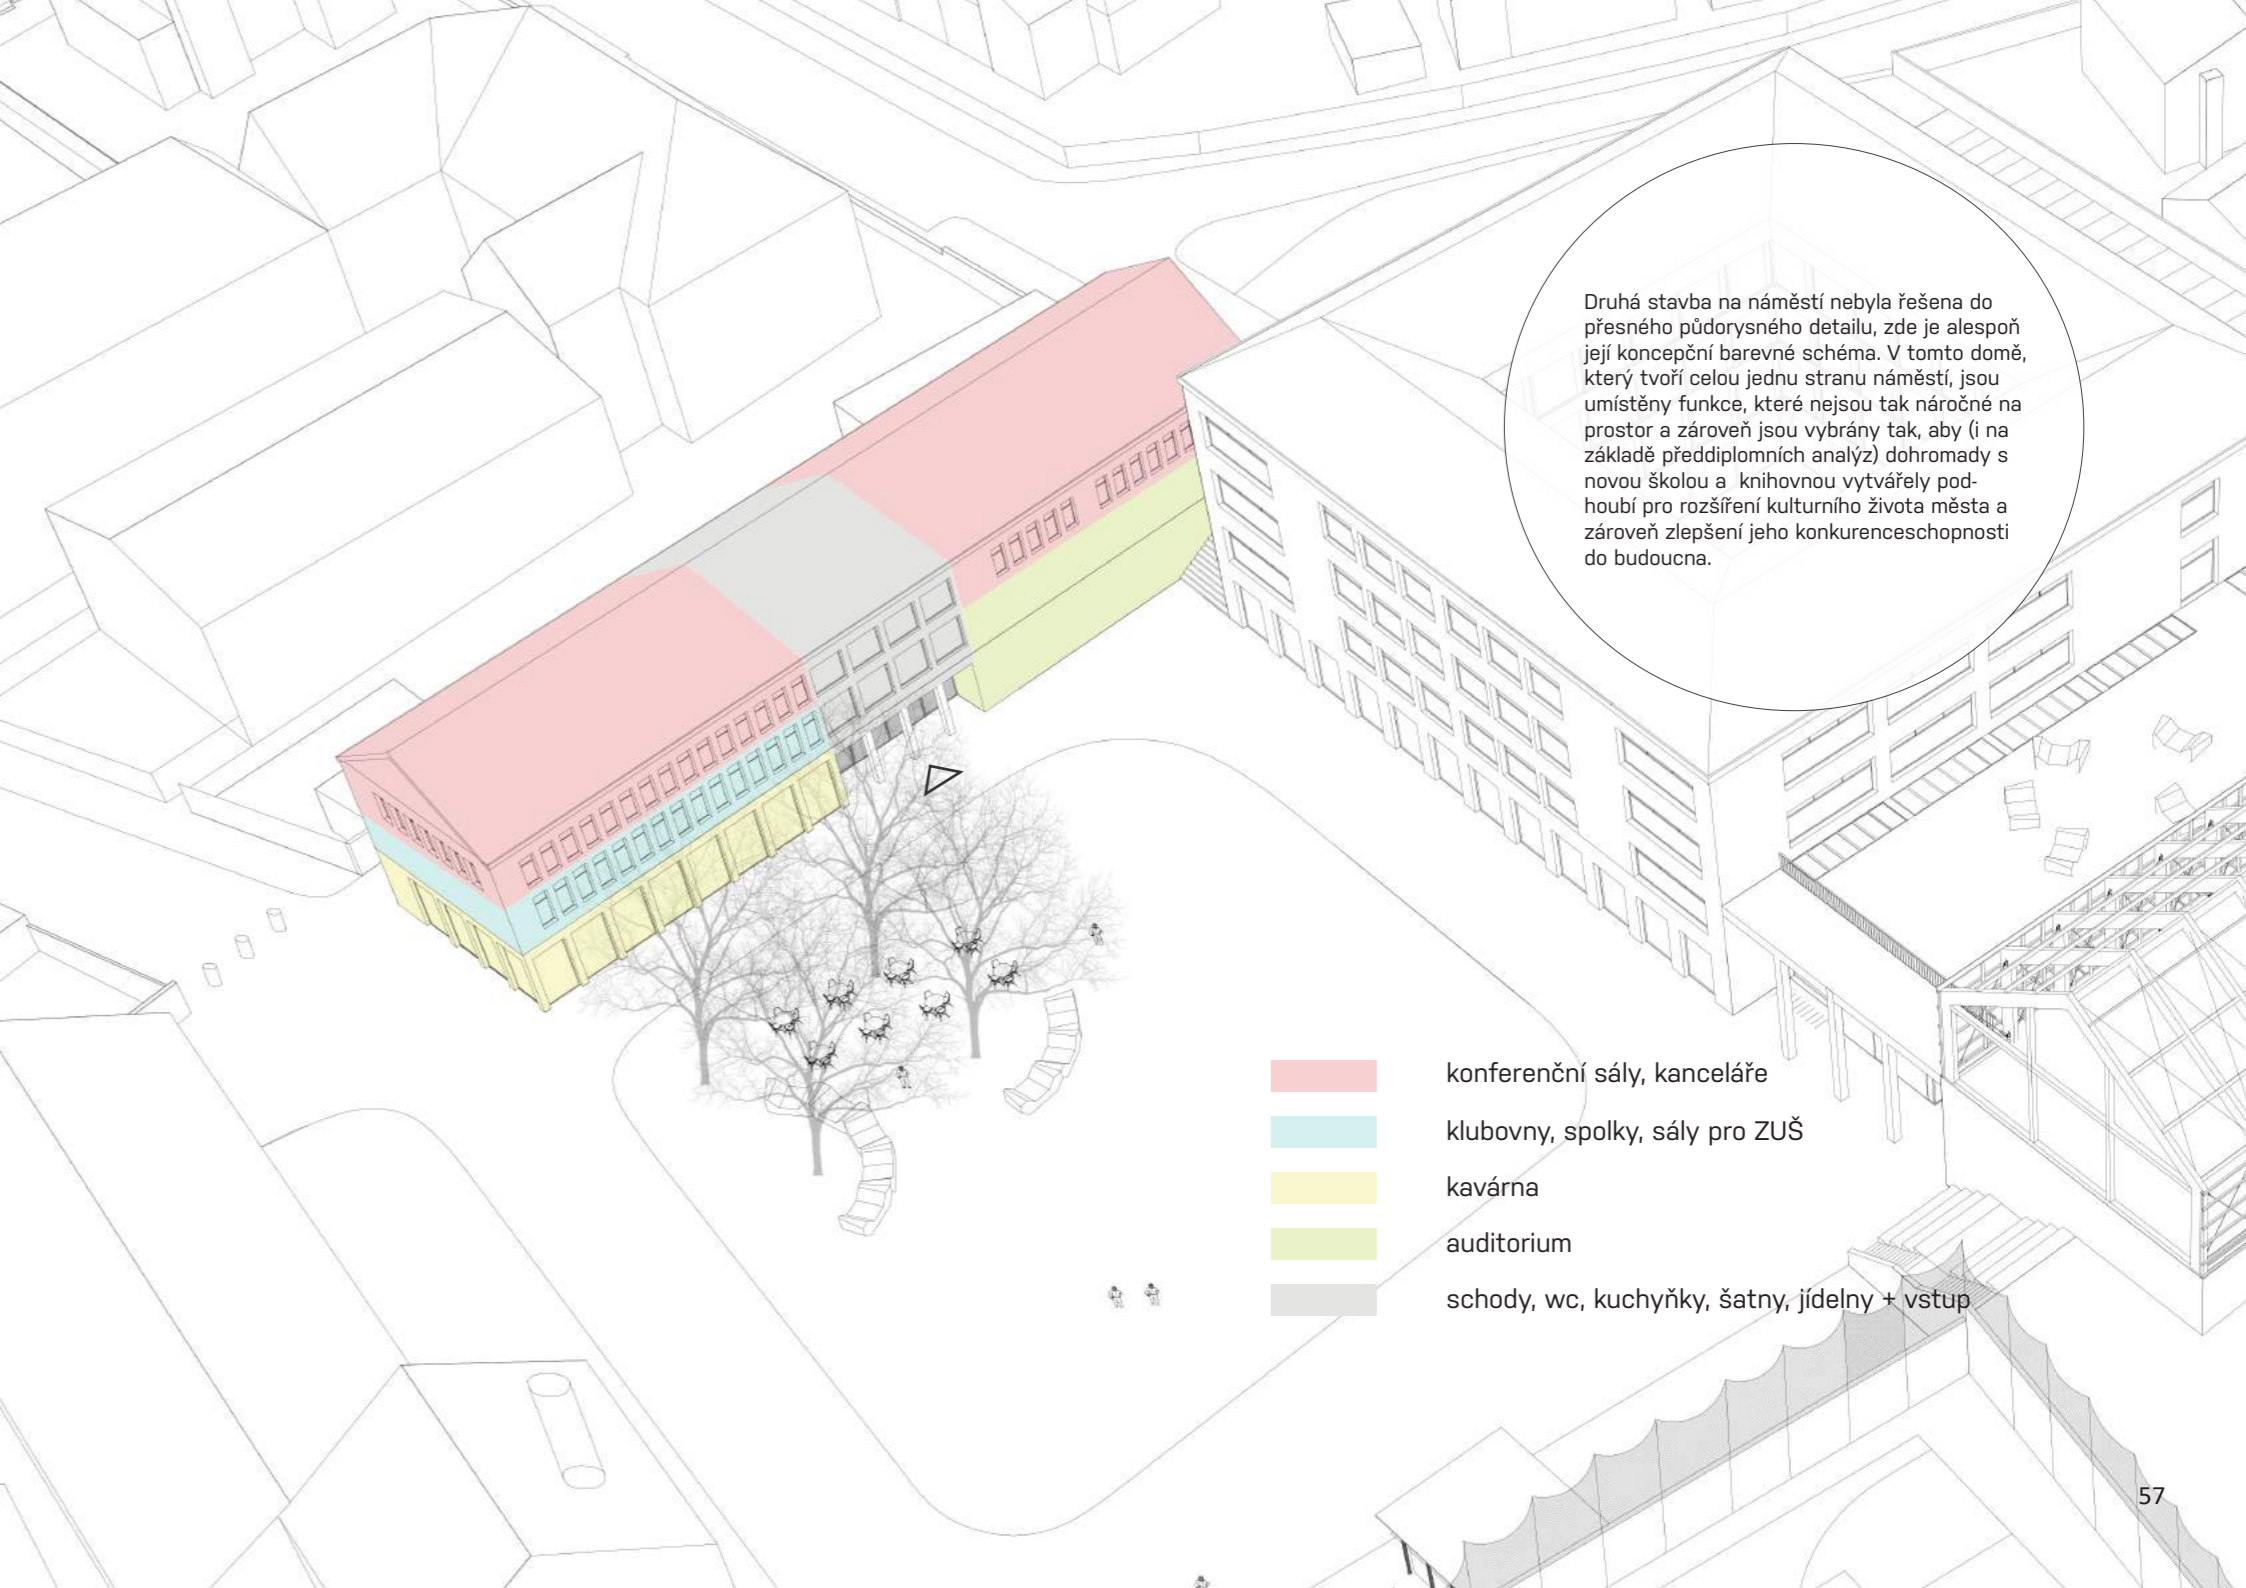 Druhá stavba na náměstí nebyla řešena do
přesného půdorysného detailu, zde je alespoň
její koncepční barevné schéma. V tomto domě,
který tvoří celou jednu stranu náměstí, jsou
umístěny funkce, které nejsou tak náročné na
prostor a zároveň jsou vybrány tak, aby (i na
základě předdiplomních analýz) dohromady s
novou školou a knihovnou vytvářely pod-
houbí pro rozšíření kulturního života města a
zároveň zlepšení jeho konkurenceschopnosti
do budoucna.
konferenční sály, kanceláře
klubovny, spolky, sály pro ZUŠ
kavárna
auditorium
schody, wc, kuchyňky, šatny, jídelny + vstup
57